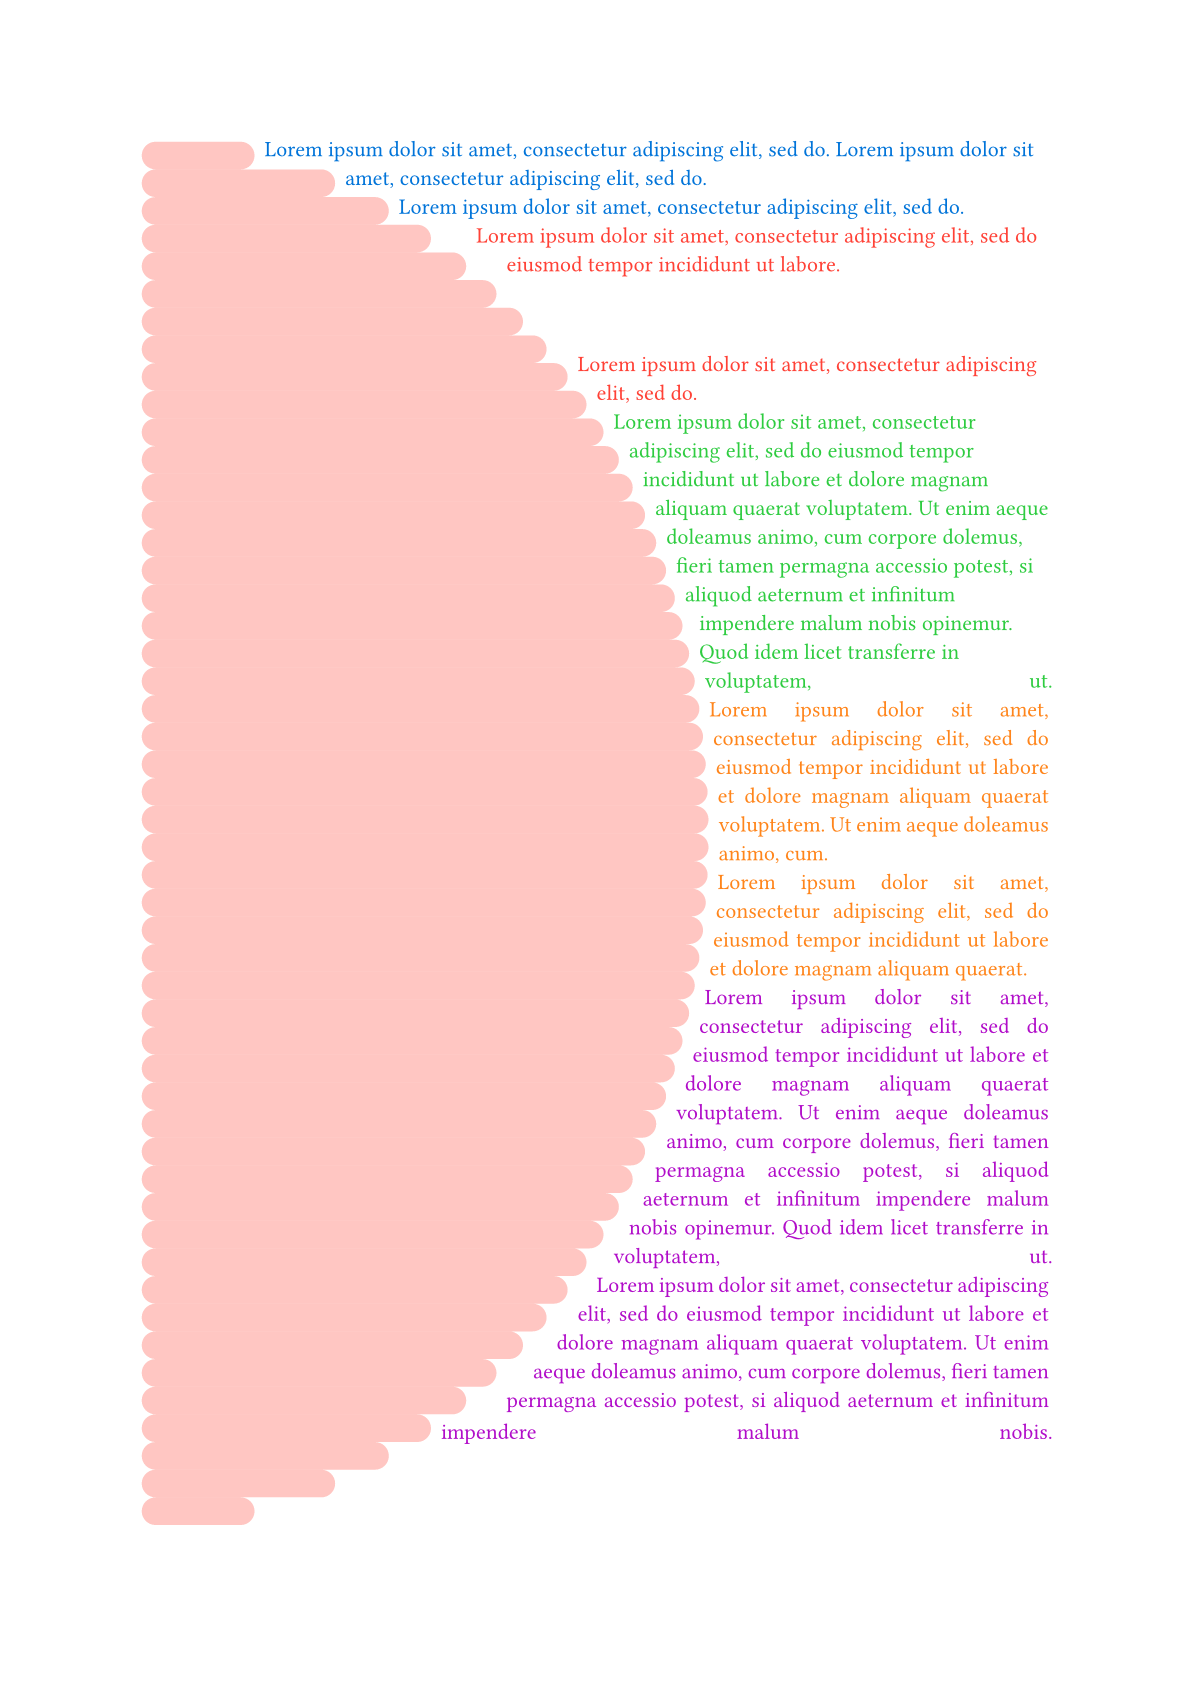 Lorem ipsum dolor sit amet, consectetur adipiscing elit, sed do. Lorem ipsum dolor sit
amet, consectetur adipiscing elit, sed do.
Lorem ipsum dolor sit amet, consectetur adipiscing elit, sed do.
Lorem ipsum dolor sit amet, consectetur adipiscing elit, sed do
eiusmod tempor incididunt ut labore.
Lorem ipsum dolor sit amet, consectetur adipiscing
elit, sed do.
Lorem ipsum dolor sit amet, consectetur
adipiscing elit, sed do eiusmod tempor
incididunt ut labore et dolore magnam
aliquam quaerat voluptatem. Ut enim aeque
doleamus animo, cum corpore dolemus,
fieri tamen permagna accessio potest, si
aliquod aeternum et infinitum
impendere malum nobis opinemur.
Quod idem licet transferre in
voluptatem, ut.
Lorem ipsum dolor sit amet,
consectetur adipiscing elit, sed do
eiusmod tempor incididunt ut labore
et dolore magnam aliquam quaerat
voluptatem. Ut enim aeque doleamus
animo, cum.
Lorem ipsum dolor sit amet,
consectetur adipiscing elit, sed do
eiusmod tempor incididunt ut labore
et dolore magnam aliquam quaerat.
Lorem ipsum dolor sit amet,
consectetur adipiscing elit, sed do
eiusmod tempor incididunt ut labore et
dolore magnam aliquam quaerat
voluptatem. Ut enim aeque doleamus
animo, cum corpore dolemus, fieri tamen
permagna accessio potest, si aliquod
aeternum et infinitum impendere malum
nobis opinemur. Quod idem licet transferre in
voluptatem, ut.
Lorem ipsum dolor sit amet, consectetur adipiscing
elit, sed do eiusmod tempor incididunt ut labore et
dolore magnam aliquam quaerat voluptatem. Ut enim
aeque doleamus animo, cum corpore dolemus, fieri tamen
permagna accessio potest, si aliquod aeternum et infinitum
impendere malum nobis.